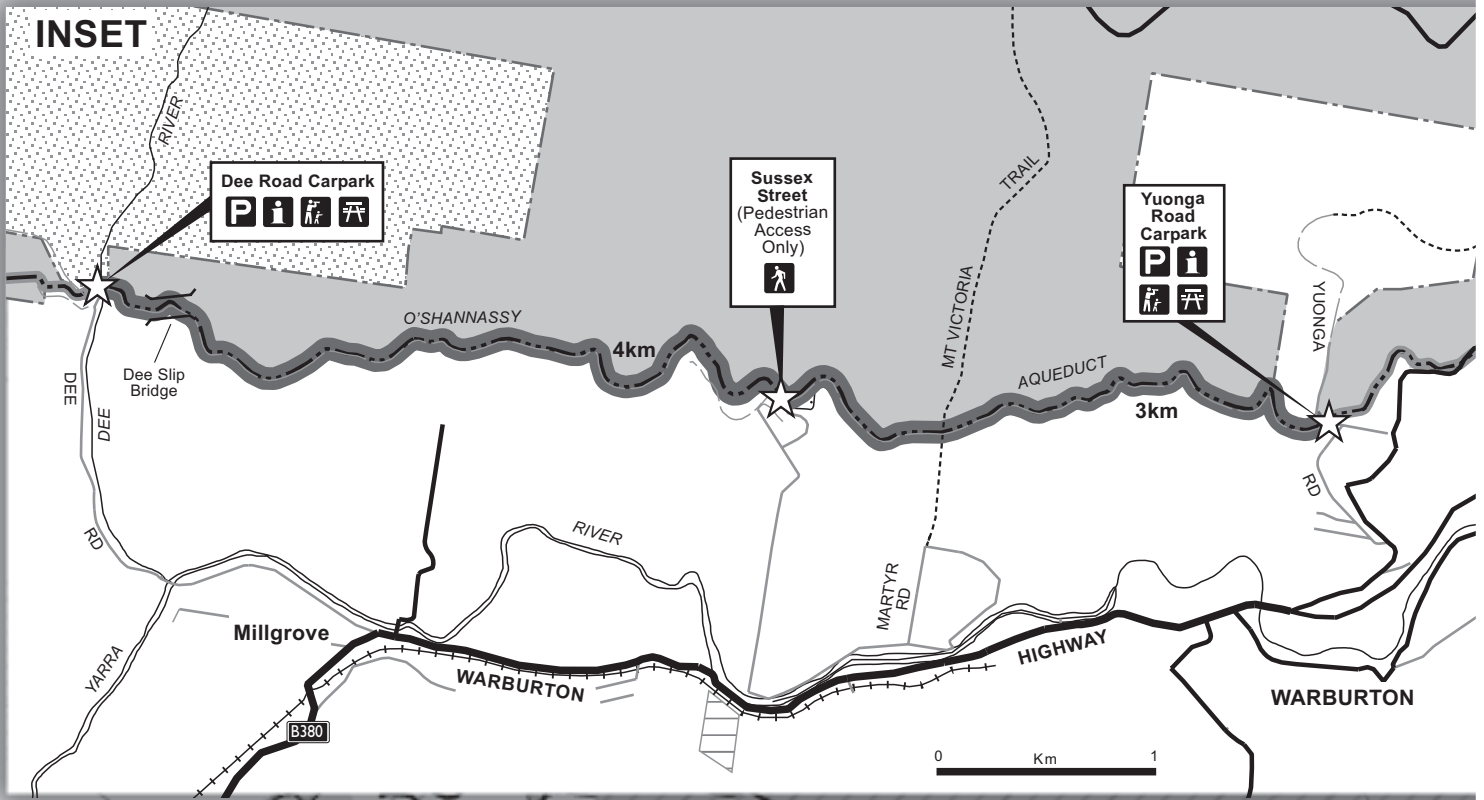 INSET
RIVER
Dee Road Carpark
P i
Sussex
Street
(Pedestrian
Access
Only)
TRAIL
Yuonga
Road
Carpark
P i
O'SHANNASSY
MT VICTORIA
YUONGA
4km
AQUEDUCT
3km
Dee Slip
Bridge
DEE
DEE
RD
RD
RIVER
MARTYR
RD
Millgrove
YARRA
WARBURTON
HIGHWAY
WARBURTON
B380
0 Km 1